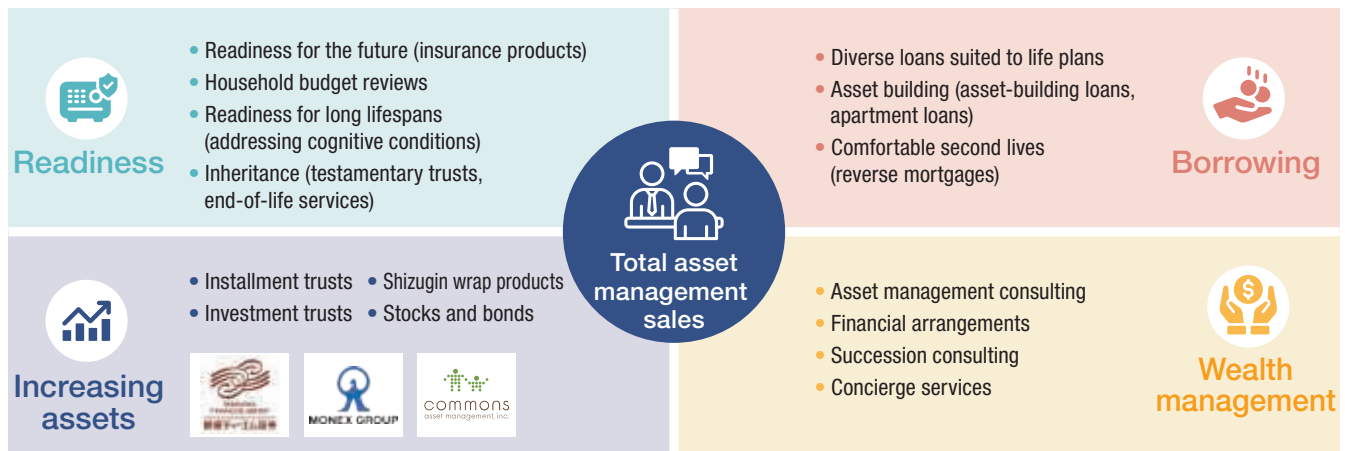 Readiness
• Readiness for the future (insurance products)
• Household budget reviews
• Readiness for long lifespans
(addressing cognitive conditions)
• Inheritance (testamentary trusts,
end-of-life services)
• Diverse loans suited to life plans
• Asset building (asset-building loans,
apartment loans)
• Comfortable second lives
(reverse mortgages)
Borrowing
Total asset
management
sales
Increasing
assets
• Installment trusts • Shizugin wrap products
• Investment trusts • Stocks and bonds
MONEX GROUP
commons
asset management, inc.
• Asset management consulting
• Financial arrangements
• Succession consulting
• Concierge services
Wealth
management